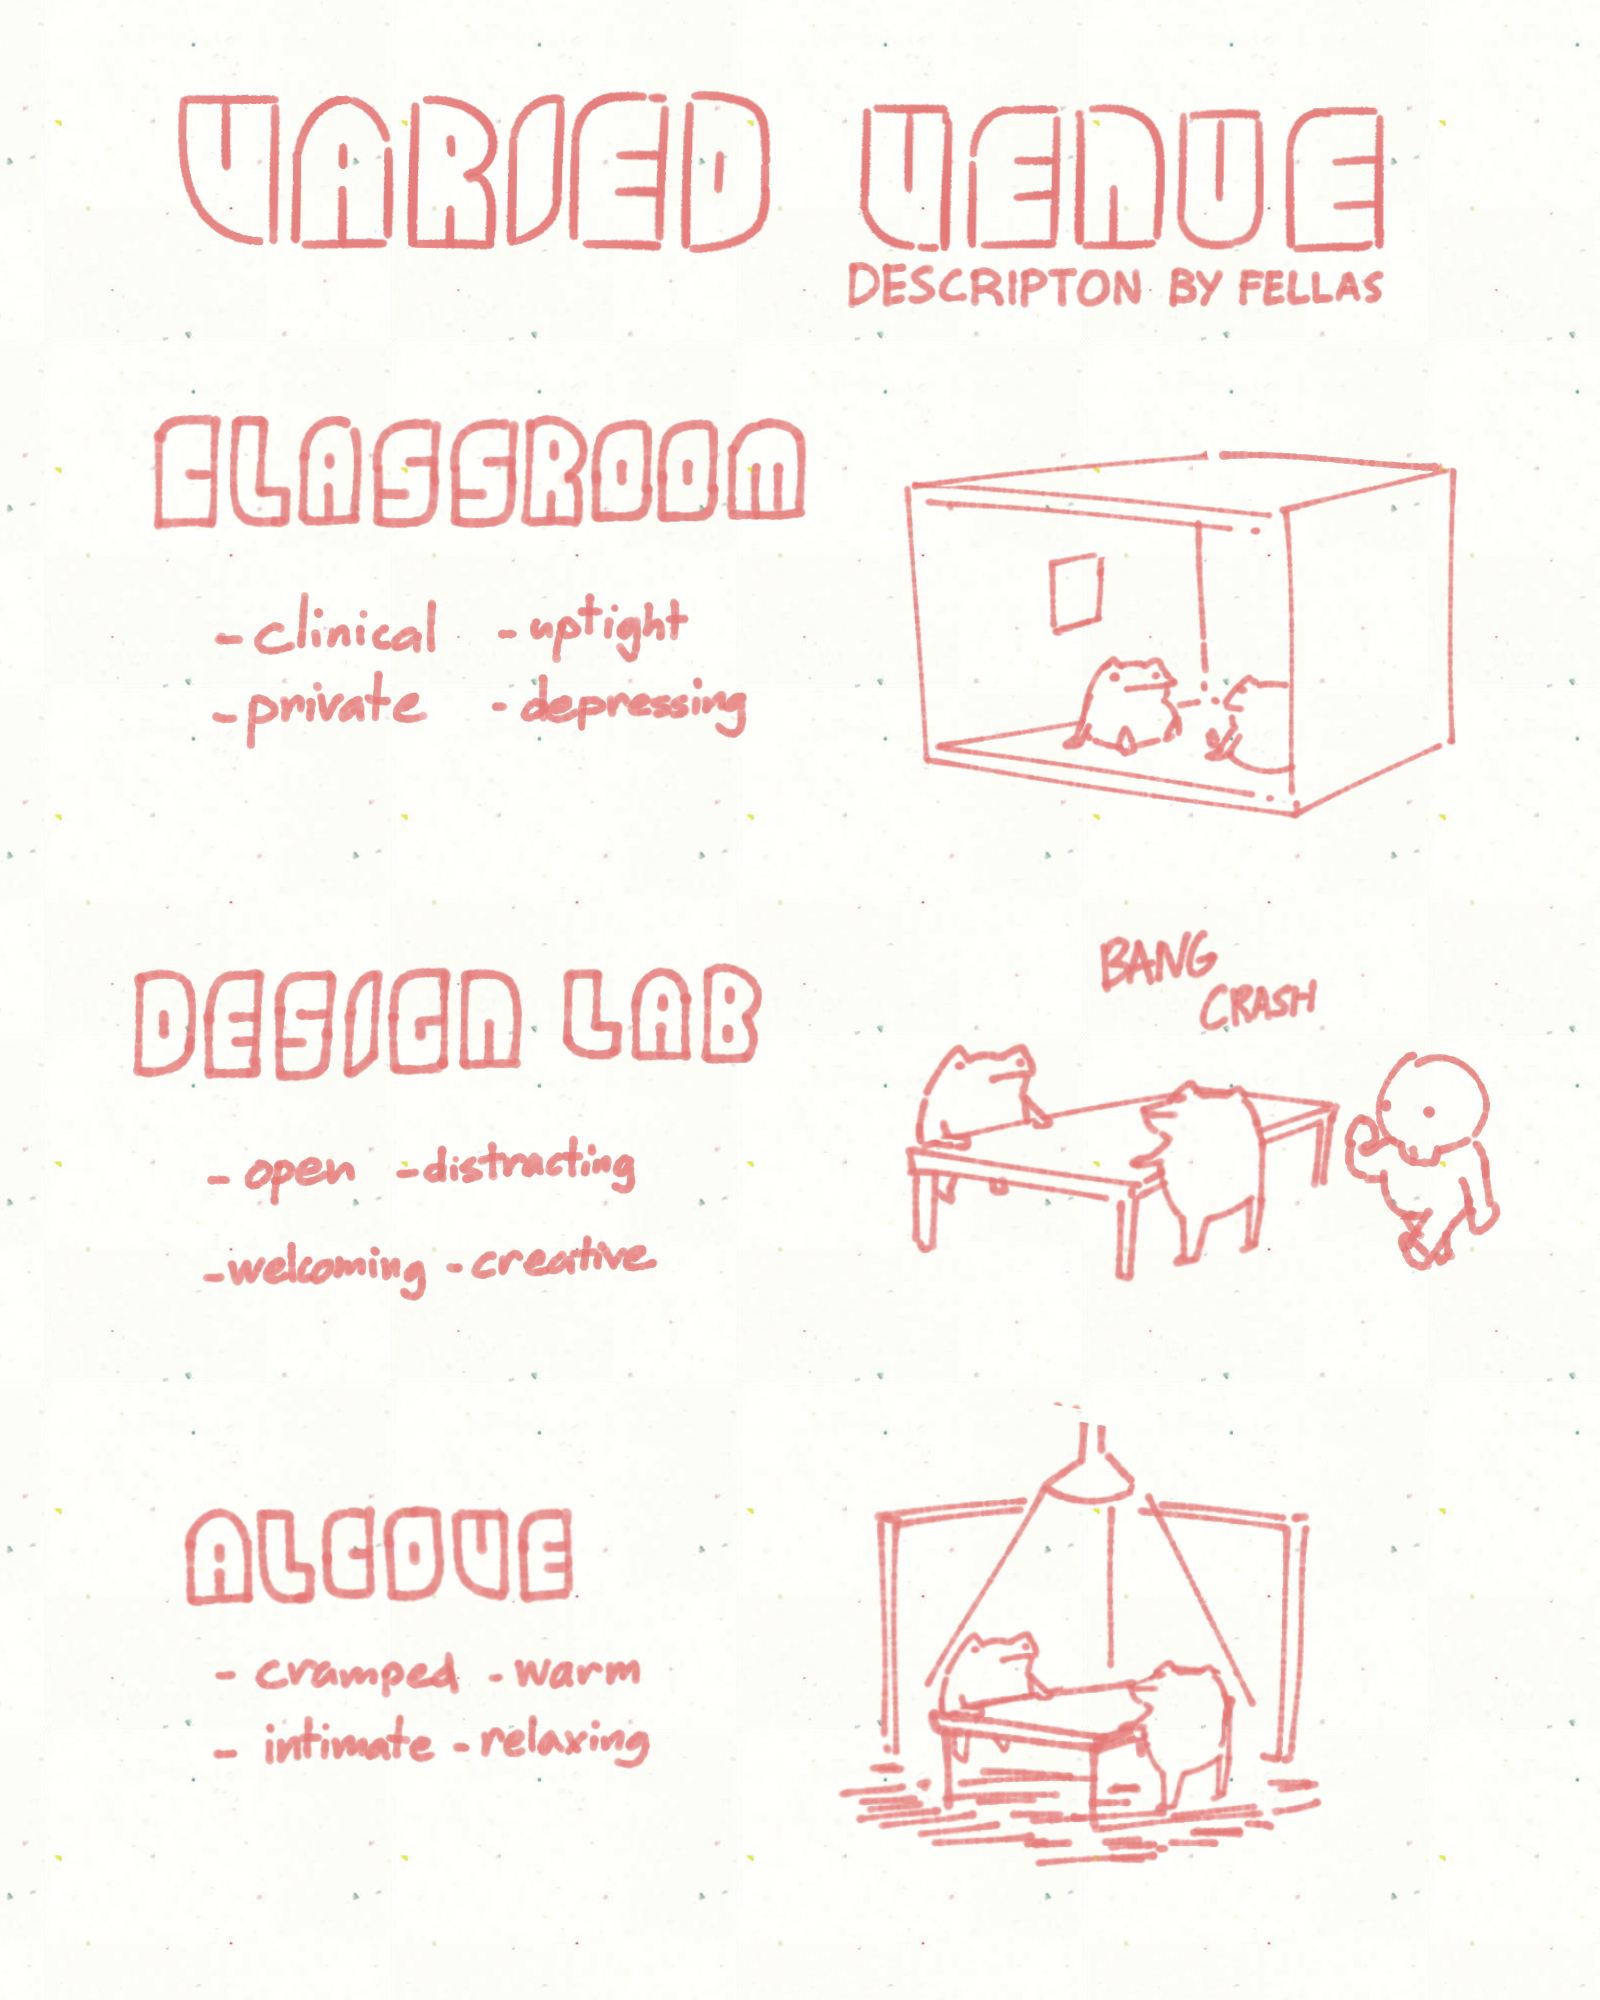 VARIED VENUE
DESCRIPTON BY FELLAS
CLASSROOM
- clinical - uptight
- private - depressing
DESIGN LAB
BANG
CRASH
- open - distracting
- welcoming - creative
ALCOVE
- cramped - warm
- intimate - relaxing